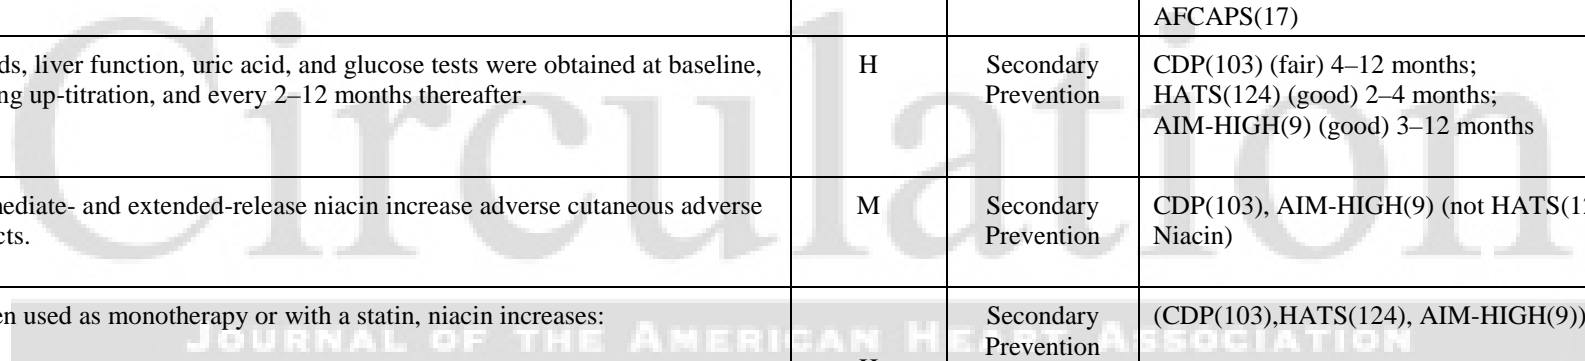 AFCAPS(17)
ds, liver function, uric acid, and glucose tests were obtained at baseline,
ng up-titration, and every 2–12 months thereafter.
H
Secondary
Prevention
CDP(103) (fair) 4–12 months;
HATS(124) (good) 2–4 months;
AIM-HIGH(9) (good) 3–12 months
mediate- and extended-release niacin increase adverse cutaneous adverse
cts.
M
Secondary
Prevention
CDP(103), AIM-HIGH(9) (not HATS(12
Niacin)
en used as monotherapy or with a statin, niacin increases:
Secondary
Prevention
(CDP(103),HATS(124), AIM-HIGH(9))
Circulation
JOURNAL OF THE AMERICAN HEART ASSOCIATION